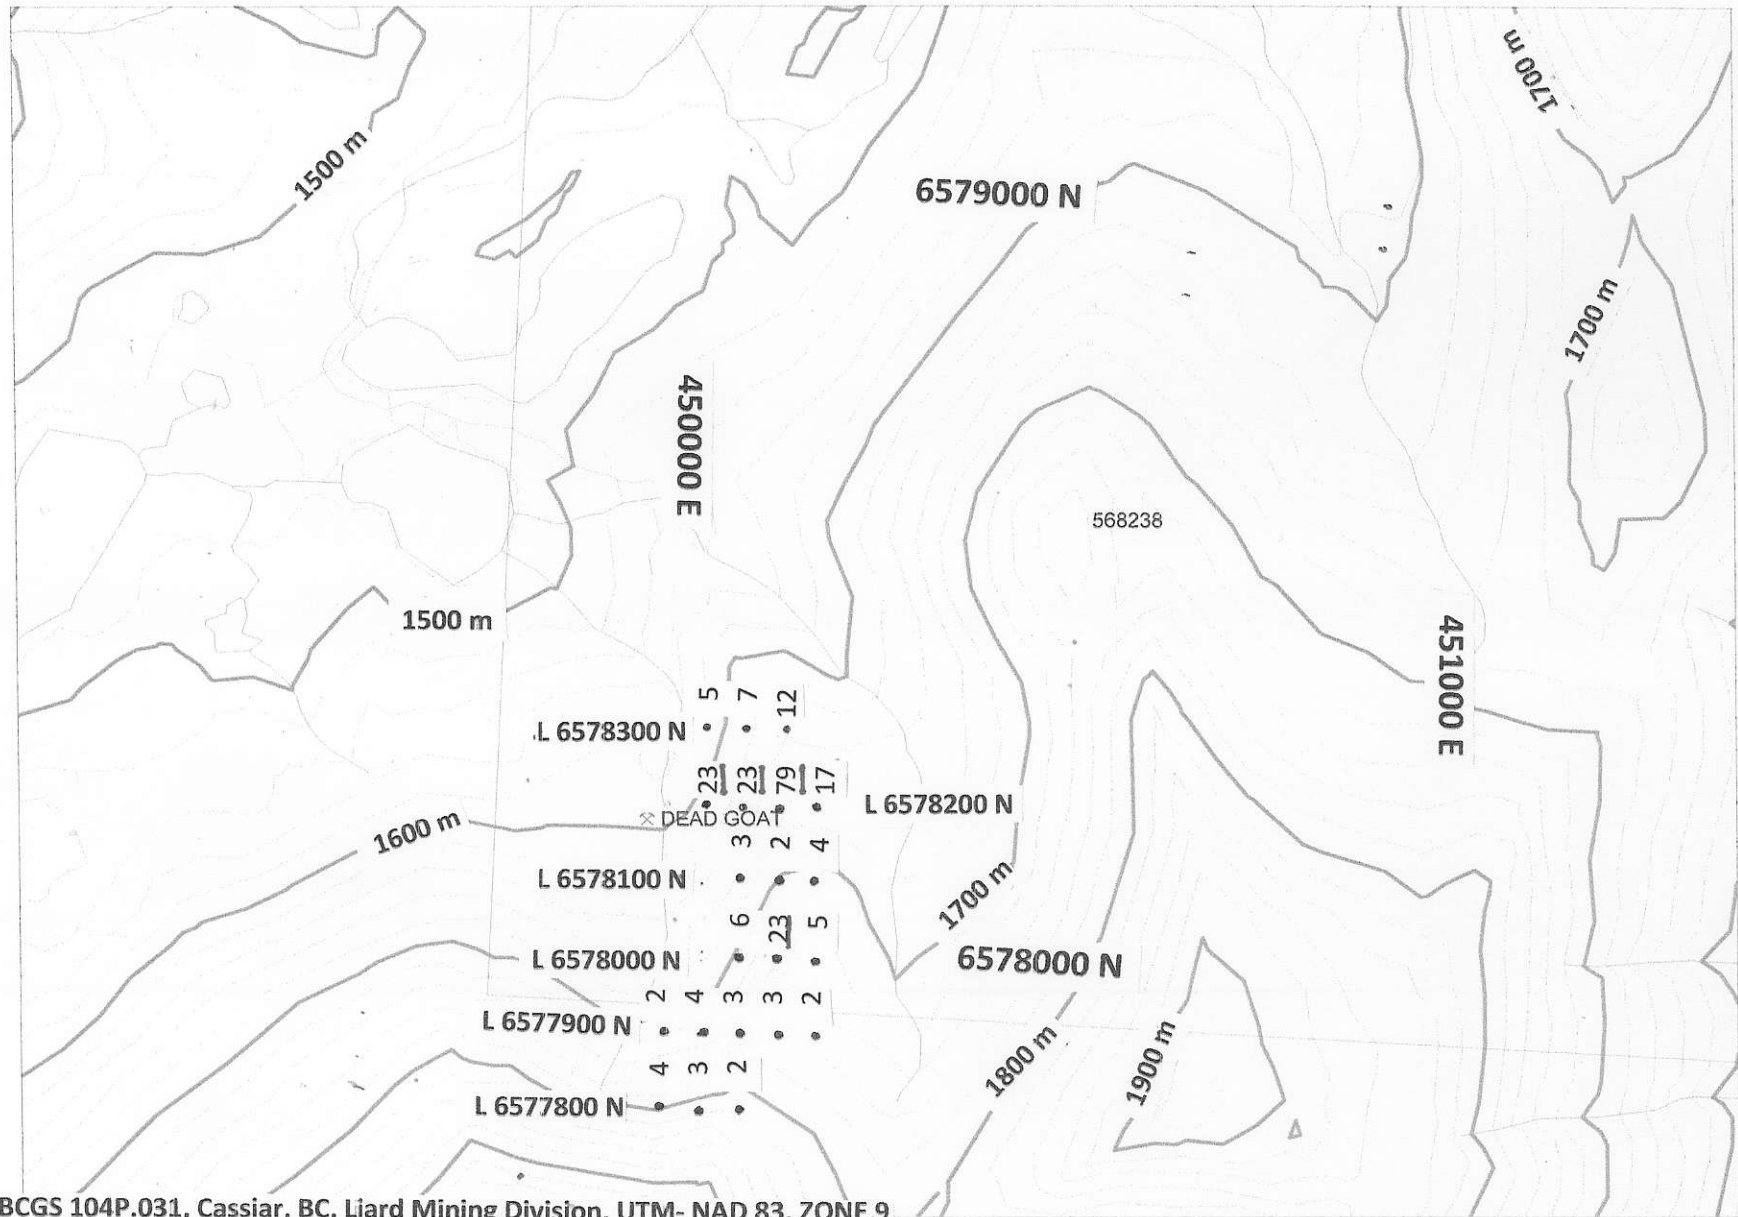 1700 m
1500 m
6579000 N
1700 m
450000 E
568238
1500 m
451000 E
5 7 12
L 6578300 N
23 23 79 17
L 6578200 N
DEAD GOAT
1600 m
3 2 4
L 6578100 N
1700 m
6 23 5
L 6578000 N
6578000 N
2 4 3 3 2
L 6577900 N
1800 m
1900 m
4 3 2
L 6577800 N
BCGS 104P.031, Cassiar, BC, Liard Mining Division, UTM- NAD 83, ZONE 9